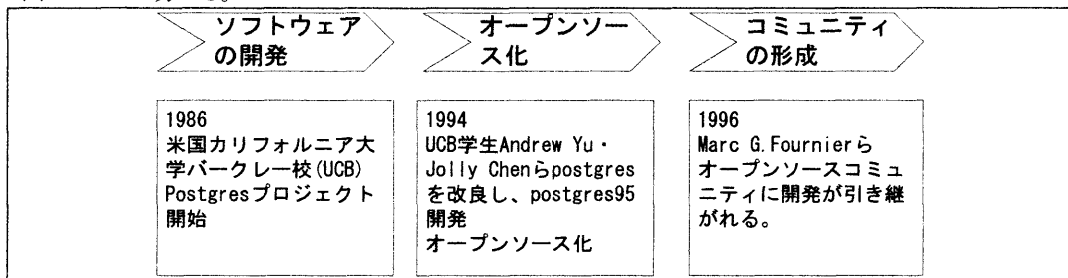 ソフトウェア
の開発
オープンソー
ス化
コミュニティ
の形成
1986
米国カリフォルニア大
学バークレー校(UCB)
Postgresプロジェクト
開始
1994
UCB学生Andrew Yu・
Jolly Chenらpostgres
を改良し、postgres95
開発
オープンソース化
1996
Marc G.Fournierら
オープンソースコミュ
ニティに開発が引き継
がれる。